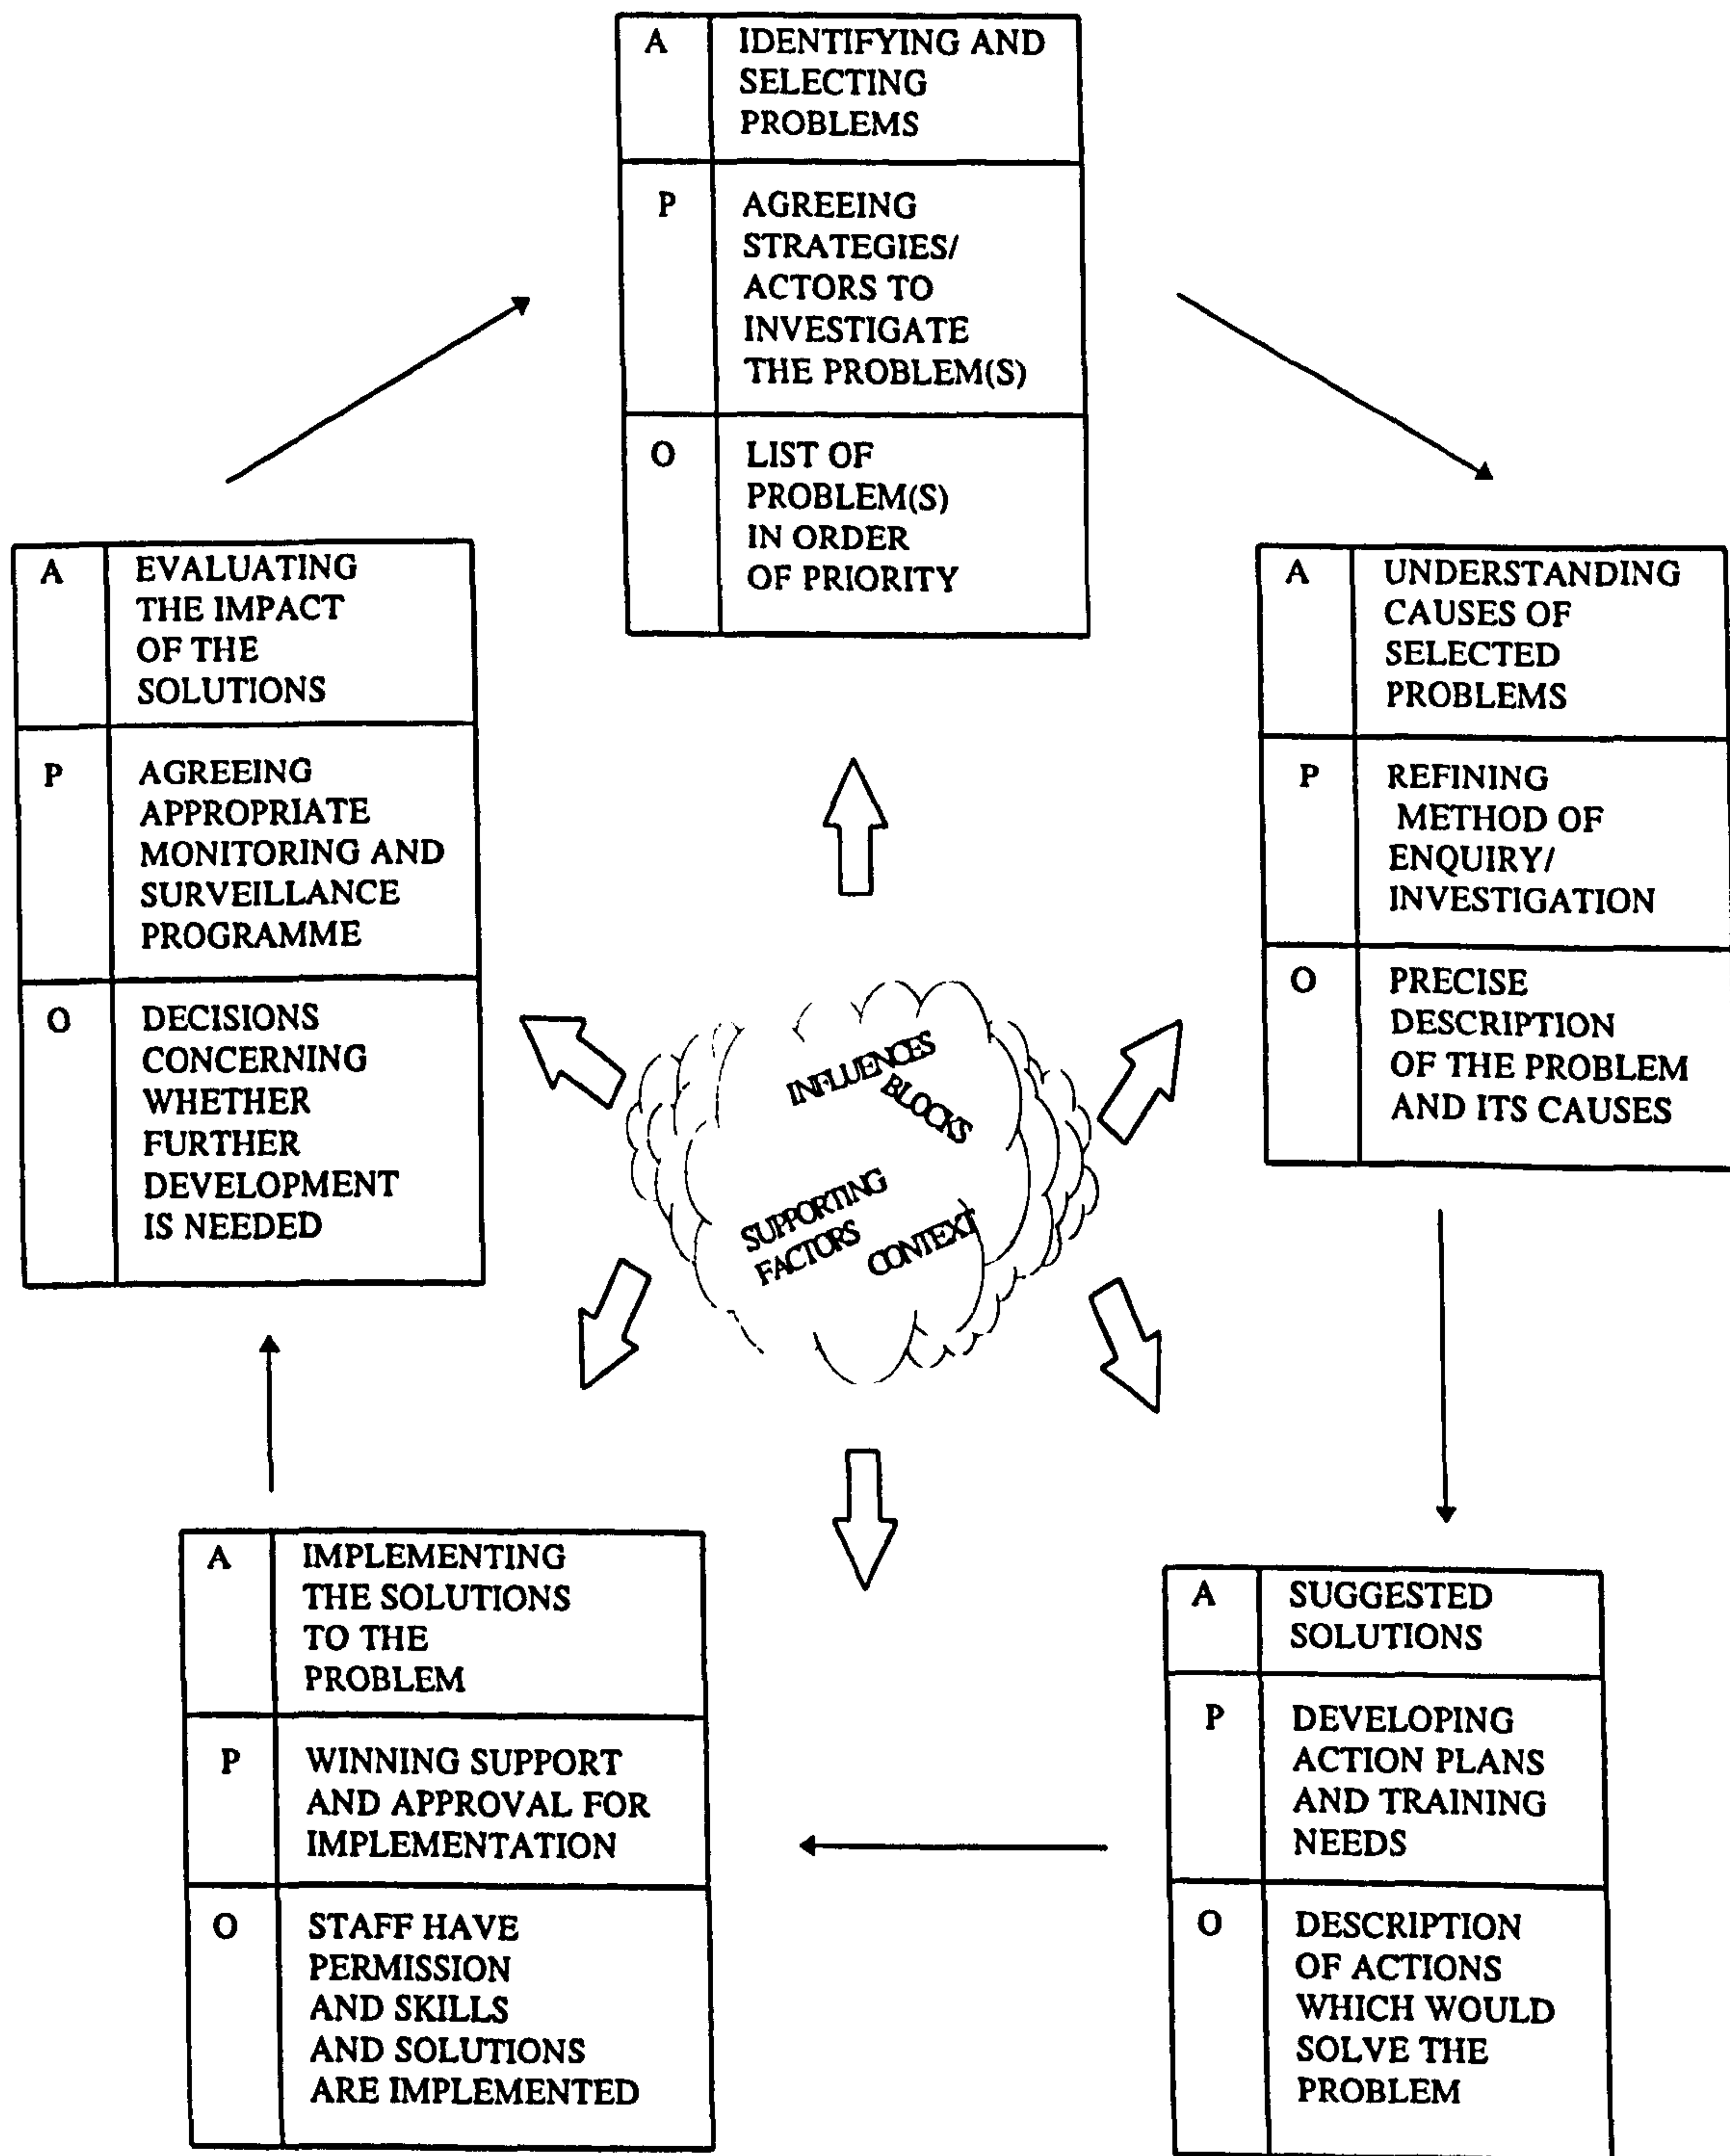 A IDENTIFYING AND
SELECTING
PROBLEMS
P AGREEING
STRATEGIES/
ACTORS TO
INVESTIGATE
THE PROBLEM(S)
O LIST OF
PROBLEM(S)
IN ORDER
OF PRIORITY
A UNDERSTANDING
CAUSES OF
SELECTED
PROBLEMS
P REFINING
METHOD OF
ENQUIRY/
INVESTIGATION
O PRECISE
DESCRIPTION
OF THE PROBLEM
AND ITS CAUSES
A SUGGESTED
SOLUTIONS
P DEVELOPING
ACTION PLANS
AND TRAINING
NEEDS
O DESCRIPTION
OF ACTIONS
WHICH WOULD
SOLVE THE
PROBLEM
A IMPLEMENTING
THE SOLUTIONS
TO THE
PROBLEM
P WINNING SUPPORT
AND APPROVAL FOR
IMPLEMENTATION
O STAFF HAVE
PERMISSION
AND SKILLS
AND SOLUTIONS
ARE IMPLEMENTED
A EVALUATING
THE IMPACT
OF THE
SOLUTIONS
P AGREEING
APPROPRIATE
MONITORING AND
SURVEILLANCE
PROGRAMME
O DECISIONS
CONCERNING
WHETHER
FURTHER
DEVELOPMENT
IS NEEDED
INFLUENCES
BLOCKS
SUPPORTING
FACTORS
CONTEXT